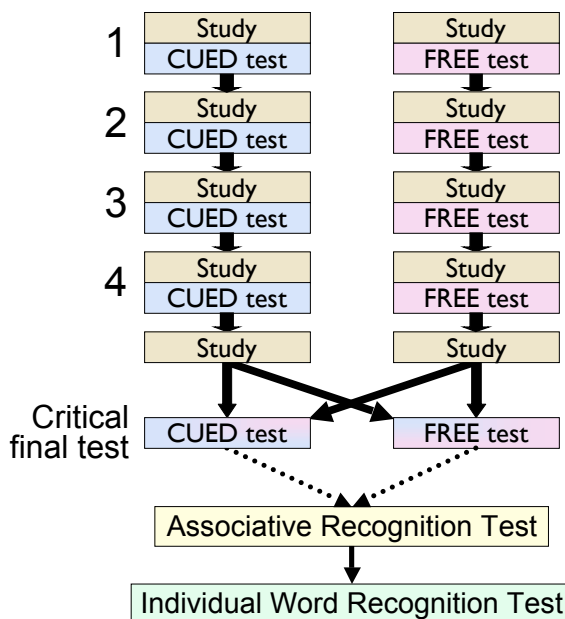 1
Study
CUED test
Study
FREE test
2
Study
CUED test
Study
FREE test
3
Study
CUED test
Study
FREE test
4
Study
CUED test
Study
FREE test
Study
Study
Critical
final test
CUED test
FREE test
Associative Recognition Test
Individual Word Recognition Test